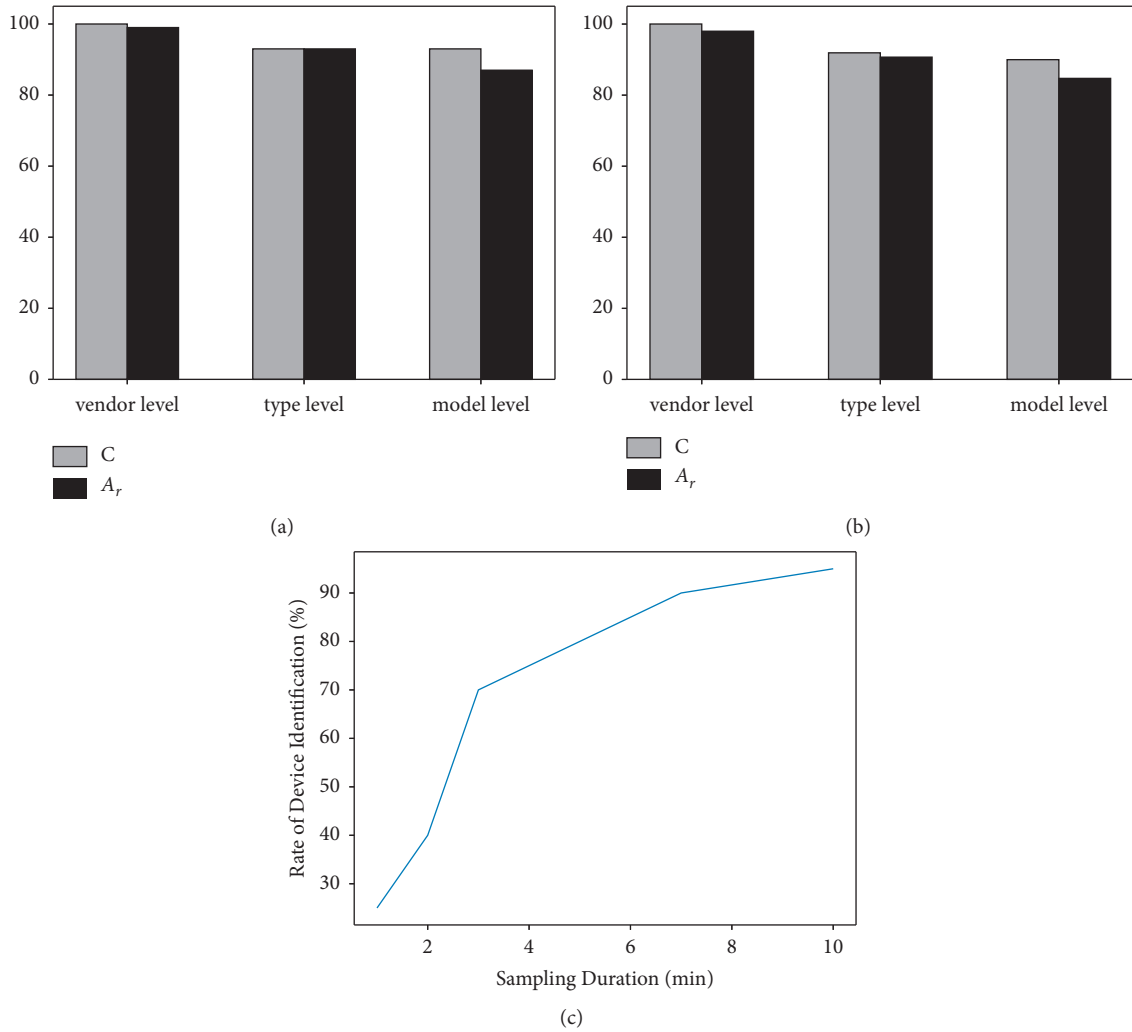 100
80
60
40
20
0
vendor level type level model level
C
A_r
(a)
100
80
60
40
20
0
vendor level type level model level
C
A_r
(b)
Rate of Device Identification (%)
90
80
70
60
50
40
30
2 4 6 8 10
Sampling Duration (min)
(c)